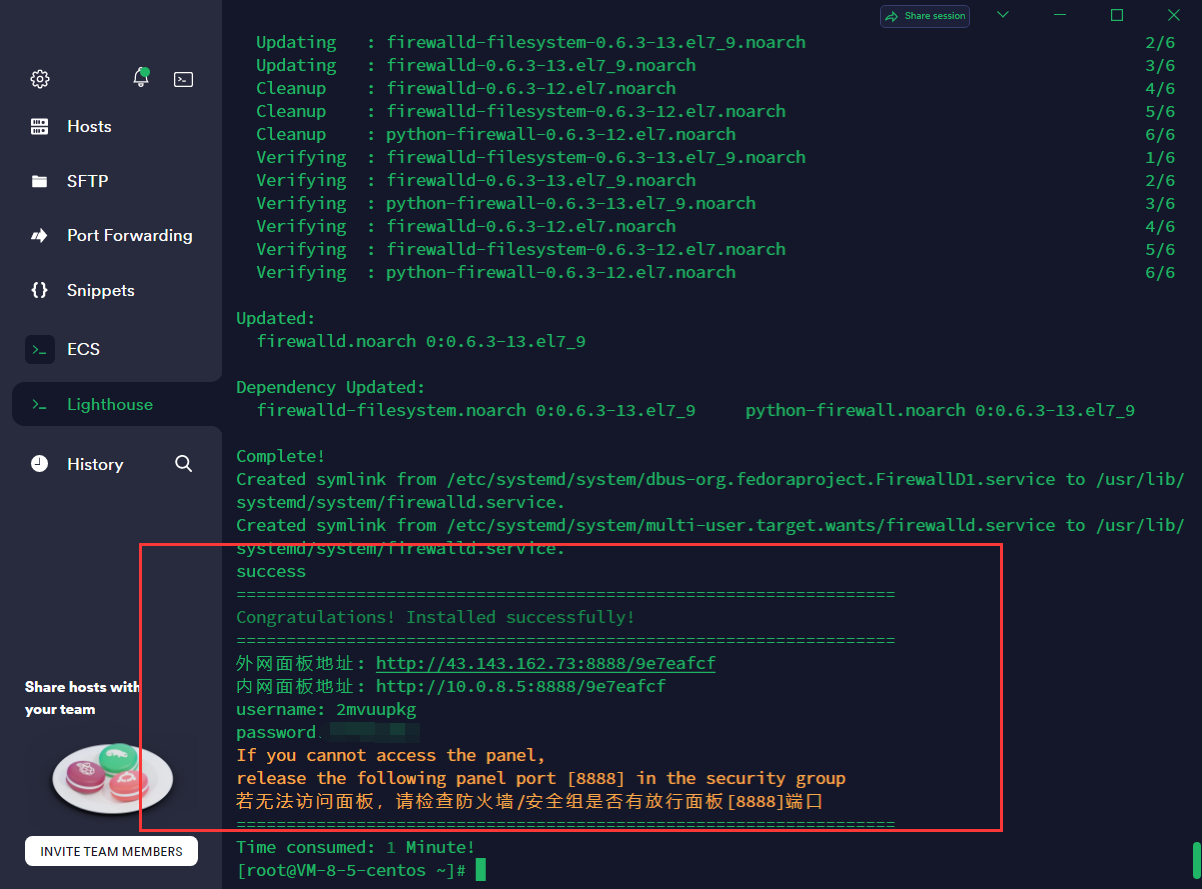 Share session
Updating   : firewalld-filesystem-0.6.3-13.el7_9.noarch 2/6
Updating   : firewalld-0.6.3-13.el7_9.noarch 3/6
Cleanup    : firewalld-0.6.3-12.el7.noarch 4/6
Cleanup    : firewalld-filesystem-0.6.3-12.el7.noarch 5/6
Cleanup    : python-firewall-0.6.3-12.el7.noarch 6/6
Verifying  : firewalld-filesystem-0.6.3-13.el7_9.noarch 1/6
Verifying  : firewalld-0.6.3-13.el7_9.noarch 2/6
Verifying  : python-firewall-0.6.3-13.el7_9.noarch 3/6
Verifying  : firewalld-0.6.3-12.el7.noarch 4/6
Verifying  : firewalld-filesystem-0.6.3-12.el7.noarch 5/6
Verifying  : python-firewall-0.6.3-12.el7.noarch 6/6
Updated:
firewalld.noarch 0:0.6.3-13.el7_9
Dependency Updated:
firewalld-filesystem.noarch 0:0.6.3-13.el7_9     python-firewall.noarch 0:0.6.3-13.el7_9
Complete!
Created symlink from /etc/systemd/system/dbus-org.fedoraproject.FirewallD1.service to /usr/lib/
systemd/system/firewalld.service.
Created symlink from /etc/systemd/system/multi-user.target.wants/firewalld.service to /usr/lib/
systemd/system/firewalld.service.
success
==================================================================
Congratulations! Installed successfully!
==================================================================
外网面板地址: http://43.143.162.73:8888/9e7eafcf
内网面板地址: http://10.0.8.5:8888/9e7eafcf
username: 2mvuupkg
password
If you cannot access the panel,
release the following panel port [8888] in the security group
若无法访问面板，请检查防火墙/安全组是否有放行面板[8888]端口
==================================================================
Time consumed: 1 Minute!
[root@VM-8-5-centos ~]#
Hosts
SFTP
Port Forwarding
Snippets
ECS
Lighthouse
History
Share hosts with
your team
INVITE TEAM MEMBERS